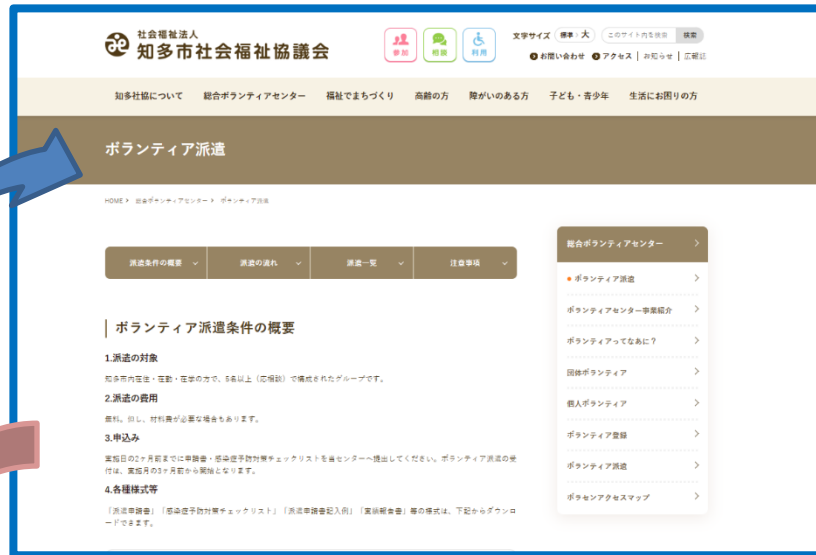 社会福祉法人
知多市社会福祉協議会
参加
相談
利用
文字サイズ 標準 大 このサイト内を検索 検索
お問い合わせ アクセス | お知らせ | 広報誌
知多社協について 総合ボランティアセンター 福祉でまちづくり 高齢の方 障がいのある方 子ども・青少年 生活にお困りの方
ボランティア派遣
HOME > 総合ボランティアセンター > ボランティア派遣
派遣条件の概要 派遣の流れ 派遣一覧 注意事項
ボランティア派遣条件の概要
1.派遣の対象
知多市内在住・在勤・在学の方で、5名以上（応相談）で構成されたグループです。
2.派遣の費用
無料。但し、材料費が必要な場合もあります。
3.申込み
実施日の2ヶ月前までに申請書・感染症予防対策チェックリストを当センターへ提出してください。ボランティア派遣の受
付は、実施月の3ヶ月前から開始となります。
4.各種様式等
「派遣申請書」「感染症予防対策チェックリスト」「派遣申請書記入例」「実績報告書」等の様式は、下記からダウンロ
ードできます。
総合ボランティアセンター
ボランティア派遣
ボランティアセンター事業紹介
ボランティアってなあに？
団体ボランティア
個人ボランティア
ボランティア登録
ボランティア派遣
ボラセンアクセスマップ